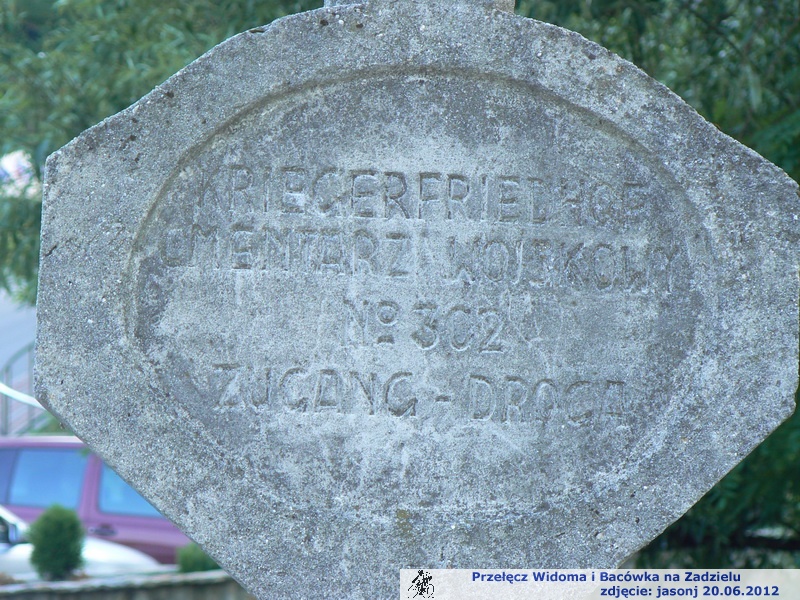 KRIEGERFRIEDHOF
CMENTARZ WOJSKOWY
No 302
ZUGANG - DROGA
Przełęcz Widoma i Bacówka na Zadzielu
zdjęcie: jasonj 20.06.2012